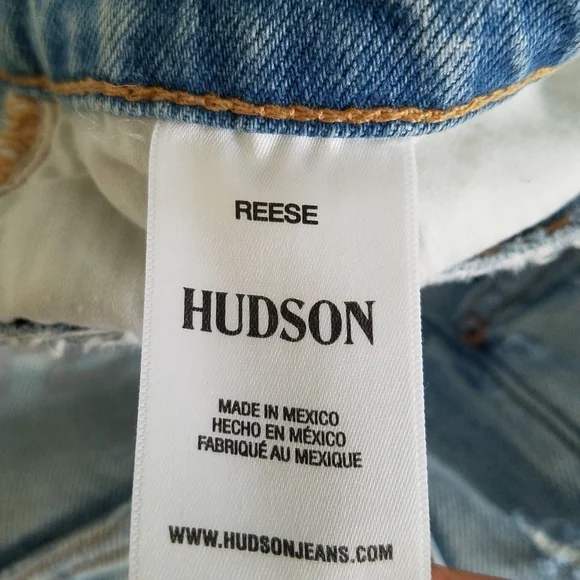 REESE
HUDSON
MADE IN MEXICO
HECHO EN MÉXICO
FABRIQUÉ AU MEXIQUE
WWW.HUDSONJEANS.COM